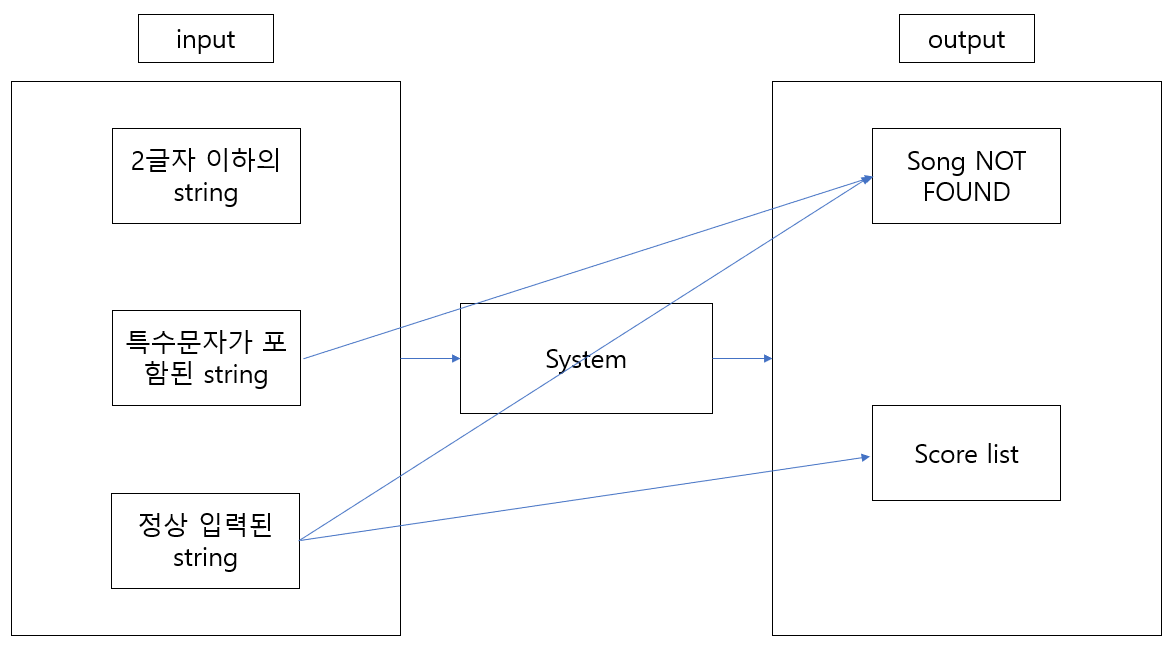 input
output
2글자 이하의
string
Song NOT
FOUND
특수문자가 포
함된 string
System
Score list
정상 입력된
string